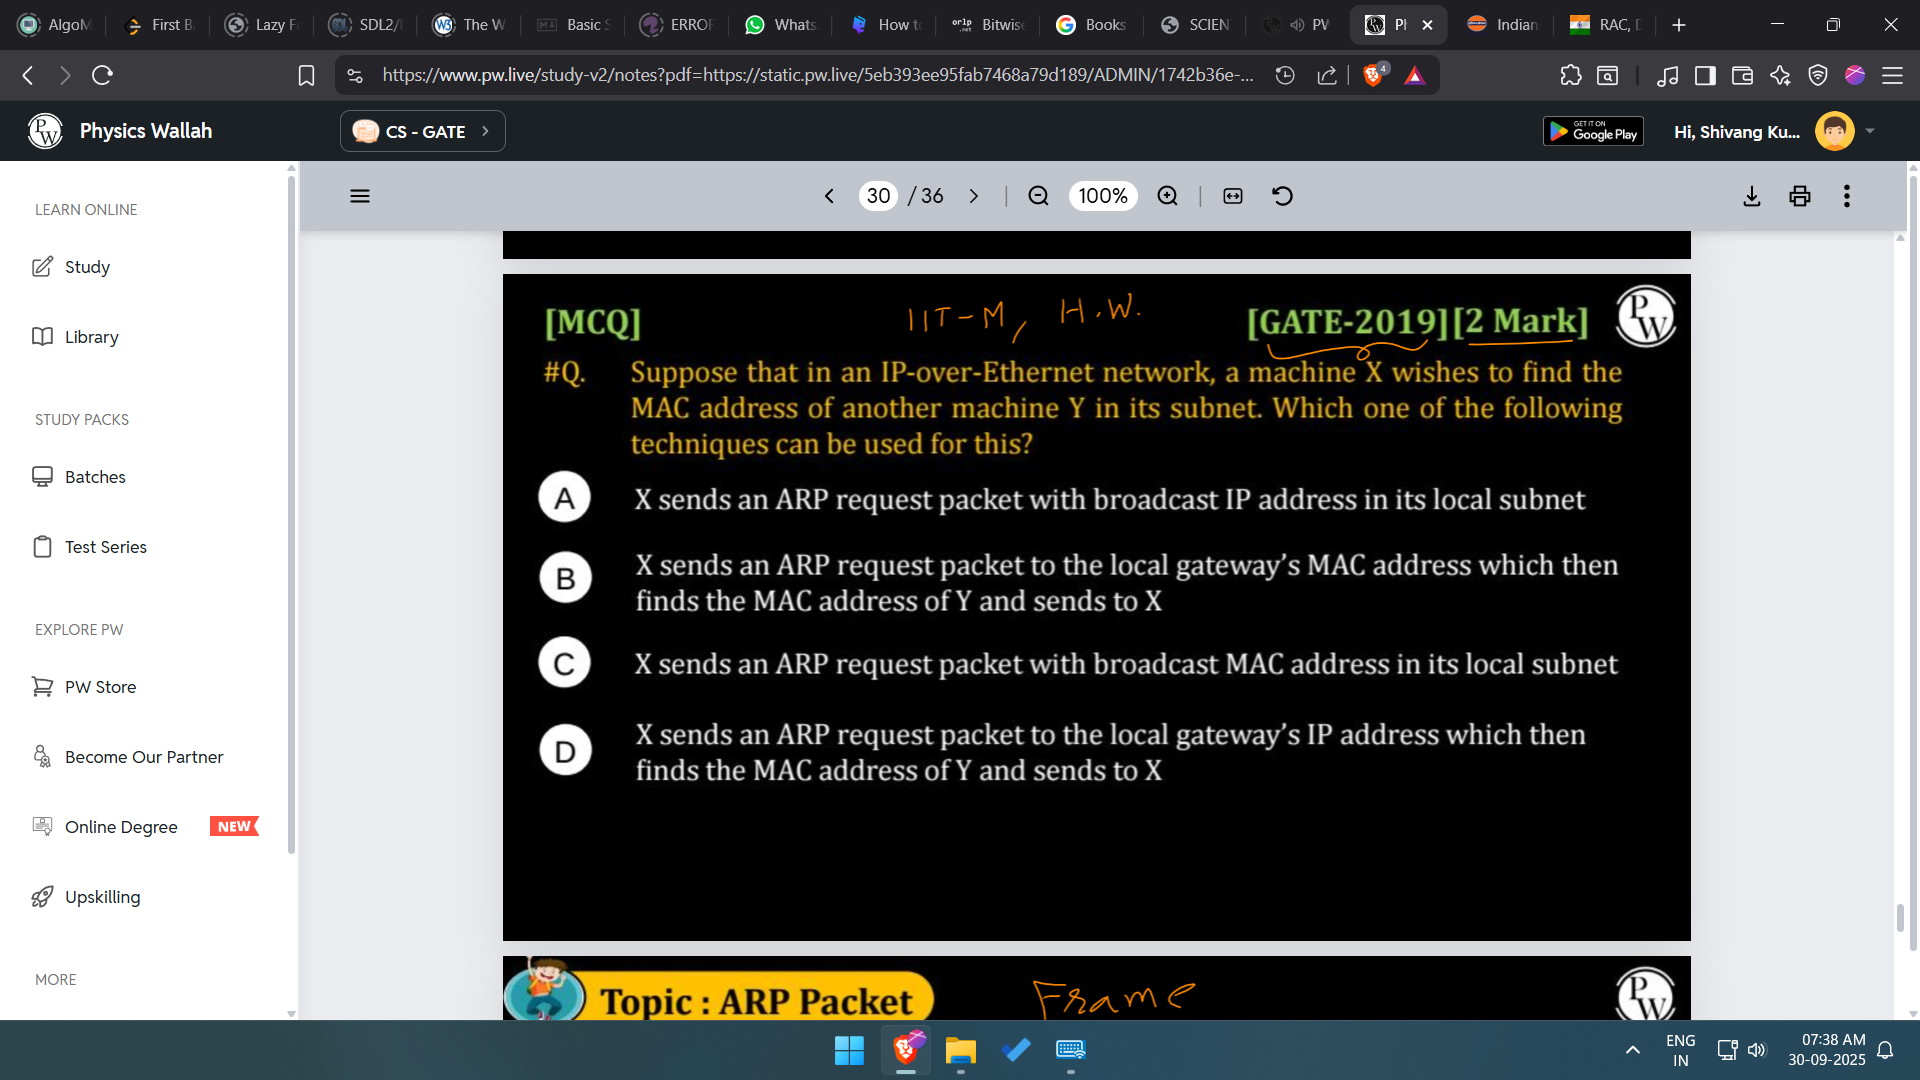 AlgoM
First B
Lazy F
SDL2/
The W
Basic S
ERROR
Whats
How t
orlp .net
Bitwis
Books
SCIEN
PW
Ph
Indian
RAC, D
https://www.pw.live/study-v2/notes?pdf=https://static.pw.live/5eb393ee95fab7468a79d189/ADMIN/1742b36e-...
4
PW
Physics Wallah
CS - GATE
GET IT ON
Google Play
Hi, Shivang Ku...
LEARN ONLINE
Study
Library
STUDY PACKS
Batches
Test Series
EXPLORE PW
PW Store
Become Our Partner
Online Degree
NEW
Upskilling
MORE
30 / 36
100%
[MCQ]
IIT-M, H.W.
[GATE-2019][2 Mark]
PW
#Q. Suppose that in an IP-over-Ethernet network, a machine X wishes to find the
MAC address of another machine Y in its subnet. Which one of the following
techniques can be used for this?
A X sends an ARP request packet with broadcast IP address in its local subnet
B X sends an ARP request packet to the local gateway's MAC address which then
finds the MAC address of Y and sends to X
C X sends an ARP request packet with broadcast MAC address in its local subnet
D X sends an ARP request packet to the local gateway's IP address which then
finds the MAC address of Y and sends to X
Topic : ARP Packet
Frame
PW
ENG
IN
07:38 AM
30-09-2025